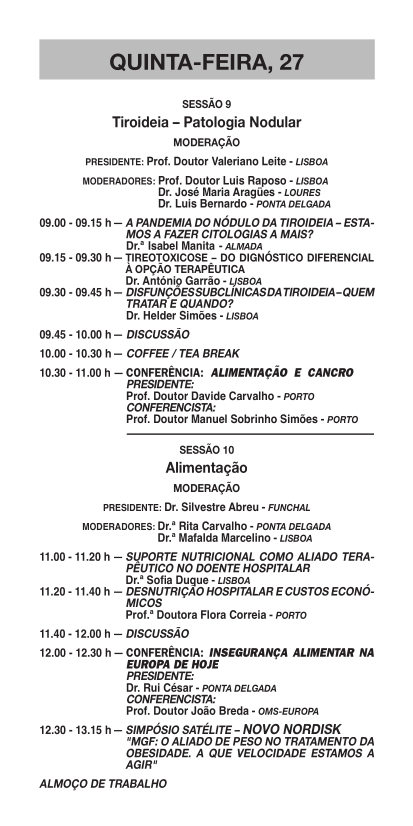 QUINTA-FEIRA, 27
SESSÃO 9
Tiroideia – Patologia Nodular
MODERAÇÃO
PRESIDENTE: Prof. Doutor Valeriano Leite - LISBOA
MODERADORES: Prof. Doutor Luis Raposo - LISBOA
Dr. José Maria Aragües - LOURES
Dr. Luis Bernardo - PONTA DELGADA
09.00 - 09.15 h — A PANDEMIA DO NÓDULO DA TIROIDEIA – ESTA-
MOS A FAZER CITOLOGIAS A MAIS?
Dr.ª Isabel Manita - ALMADA
09.15 - 09.30 h — TIREOTOXICOSE – DO DIGNÓSTICO DIFERENCIAL
À OPÇÃO TERAPÊUTICA
Dr. António Garrão - LISBOA
09.30 - 09.45 h — DISFUNÇÕES SUBCLÍNICAS DA TIROIDEIA – QUEM
TRATAR E QUANDO?
Dr. Helder Simões - LISBOA
09.45 - 10.00 h — DISCUSSÃO
10.00 - 10.30 h — COFFEE / TEA BREAK
10.30 - 11.00 h — CONFERÊNCIA: ALIMENTAÇÃO E CANCRO
PRESIDENTE:
Prof. Doutor Davide Carvalho - PORTO
CONFERENCISTA:
Prof. Doutor Manuel Sobrinho Simões - PORTO
SESSÃO 10
Alimentação
MODERAÇÃO
PRESIDENTE: Dr. Silvestre Abreu - FUNCHAL
MODERADORES: Dr.ª Rita Carvalho - PONTA DELGADA
Dr.ª Mafalda Marcelino - LISBOA
11.00 - 11.20 h — SUPORTE NUTRICIONAL COMO ALIADO TERA-
PÊUTICO NO DOENTE HOSPITALAR
Dr.ª Sofia Duque - LISBOA
11.20 - 11.40 h — DESNUTRIÇÃO HOSPITALAR E CUSTOS ECONÓ-
MICOS
Prof.ª Doutora Flora Correia - PORTO
11.40 - 12.00 h — DISCUSSÃO
12.00 - 12.30 h — CONFERÊNCIA: INSEGURANÇA ALIMENTAR NA
EUROPA DE HOJE
PRESIDENTE:
Dr. Rui César - PONTA DELGADA
CONFERENCISTA:
Prof. Doutor João Breda - OMS-EUROPA
12.30 - 13.15 h — SIMPÓSIO SATÉLITE – NOVO NORDISK
"MGF: O ALIADO DE PESO NO TRATAMENTO DA
OBESIDADE. A QUE VELOCIDADE ESTAMOS A
AGIR"
ALMOÇO DE TRABALHO